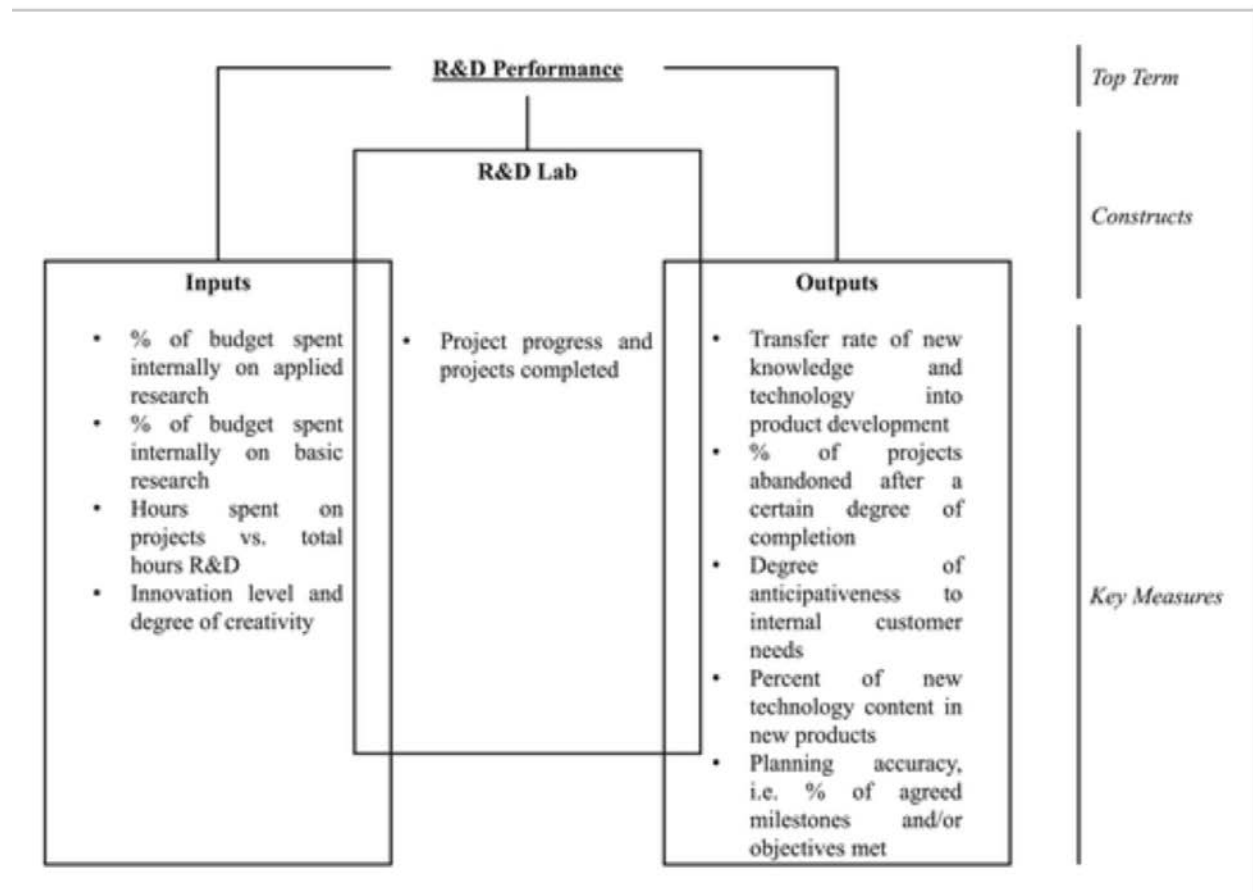 R&D Performance
Top Term
R&D Lab
Constructs
Inputs
• % of budget spent
internally on applied
research
• % of budget spent
internally on basic
research
• Hours spent on
projects vs. total
hours R&D
• Innovation level and
degree of creativity
• Project progress and
projects completed
Outputs
• Transfer rate of new
knowledge and
technology into
product development
• % of projects
abandoned after a
certain degree of
completion
• Degree of
anticipativeness to
internal customer
needs
• Percent of new
technology content in
new products
• Planning accuracy,
i.e. % of agreed
milestones and/or
objectives met
Key Measures